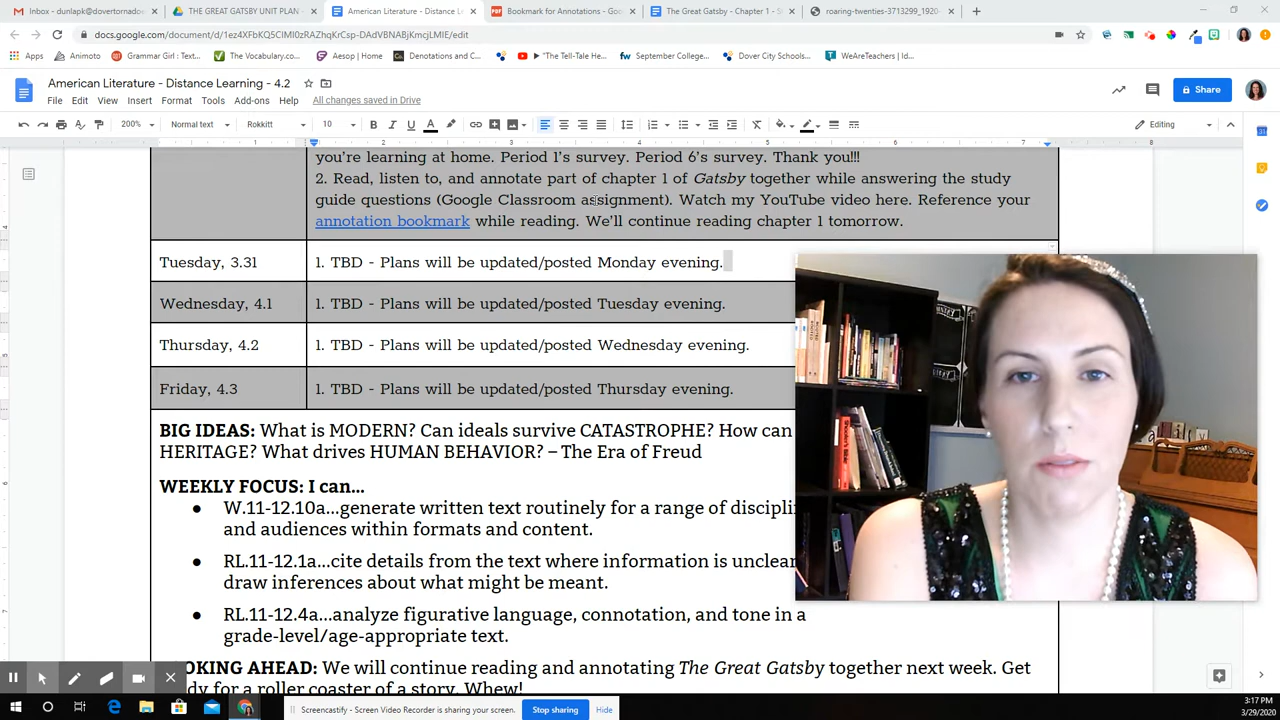 Inbox - dunlapk@dovertornado
THE GREAT GATSBY UNIT PLAN -
American Literature - Distance Le
Bookmark for Annotations - Goo
The Great Gatsby - Chapter 1 - St
roaring-twenties-3713299_1920-
docs.google.com/document/d/1ez4XFbKQ5ClMI0zRAZhqKrCsp-DAdVBNABjKmcjLMIE/edit
Apps
Animoto
Grammar Girl : Ten...
The Vocabulary.co...
Aesop | Home
Denotations and C...
"The Tell-Tale He...
September College...
Dover City Schools...
WeAreTeachers | Id...
American Literature - Distance Learning - 4.2
File Edit View Insert Format Tools Add-ons Help All changes saved in Drive
Share
200% Normal text Rokkitt 10 B I U A Editing
you're learning at home. Period 1's survey. Period 6's survey. Thank you!!!
2. Read, listen to, and annotate part of chapter 1 of Gatsby together while answering the study
guide questions (Google Classroom assignment). Watch my YouTube video here. Reference your
annotation bookmark while reading. We'll continue reading chapter 1 tomorrow.
Tuesday, 3.31 1. TBD - Plans will be updated/posted Monday evening.
Wednesday, 4.1 1. TBD - Plans will be updated/posted Tuesday evening.
Thursday, 4.2 1. TBD - Plans will be updated/posted Wednesday evening.
Friday, 4.3 1. TBD - Plans will be updated/posted Thursday evening.
BIG IDEAS: What is MODERN? Can ideals survive CATASTROPHE? How can
HERITAGE? What drives HUMAN BEHAVIOR? – The Era of Freud
WEEKLY FOCUS: I can...
● W.11-12.10a...generate written text routinely for a range of discipli
and audiences within formats and content.
● RL.11-12.1a...cite details from the text where information is unclear
draw inferences about what might be meant.
● RL.11-12.4a...analyze figurative language, connotation, and tone in a
grade-level/age-appropriate text.
OKING AHEAD: We will continue reading and annotating The Great Gatsby together next week. Get
dy for a roller coaster of a story. Whew!
Screencastify - Screen Video Recorder is sharing your screen.
Stop sharing
Hide
3:17 PM
3/29/2020